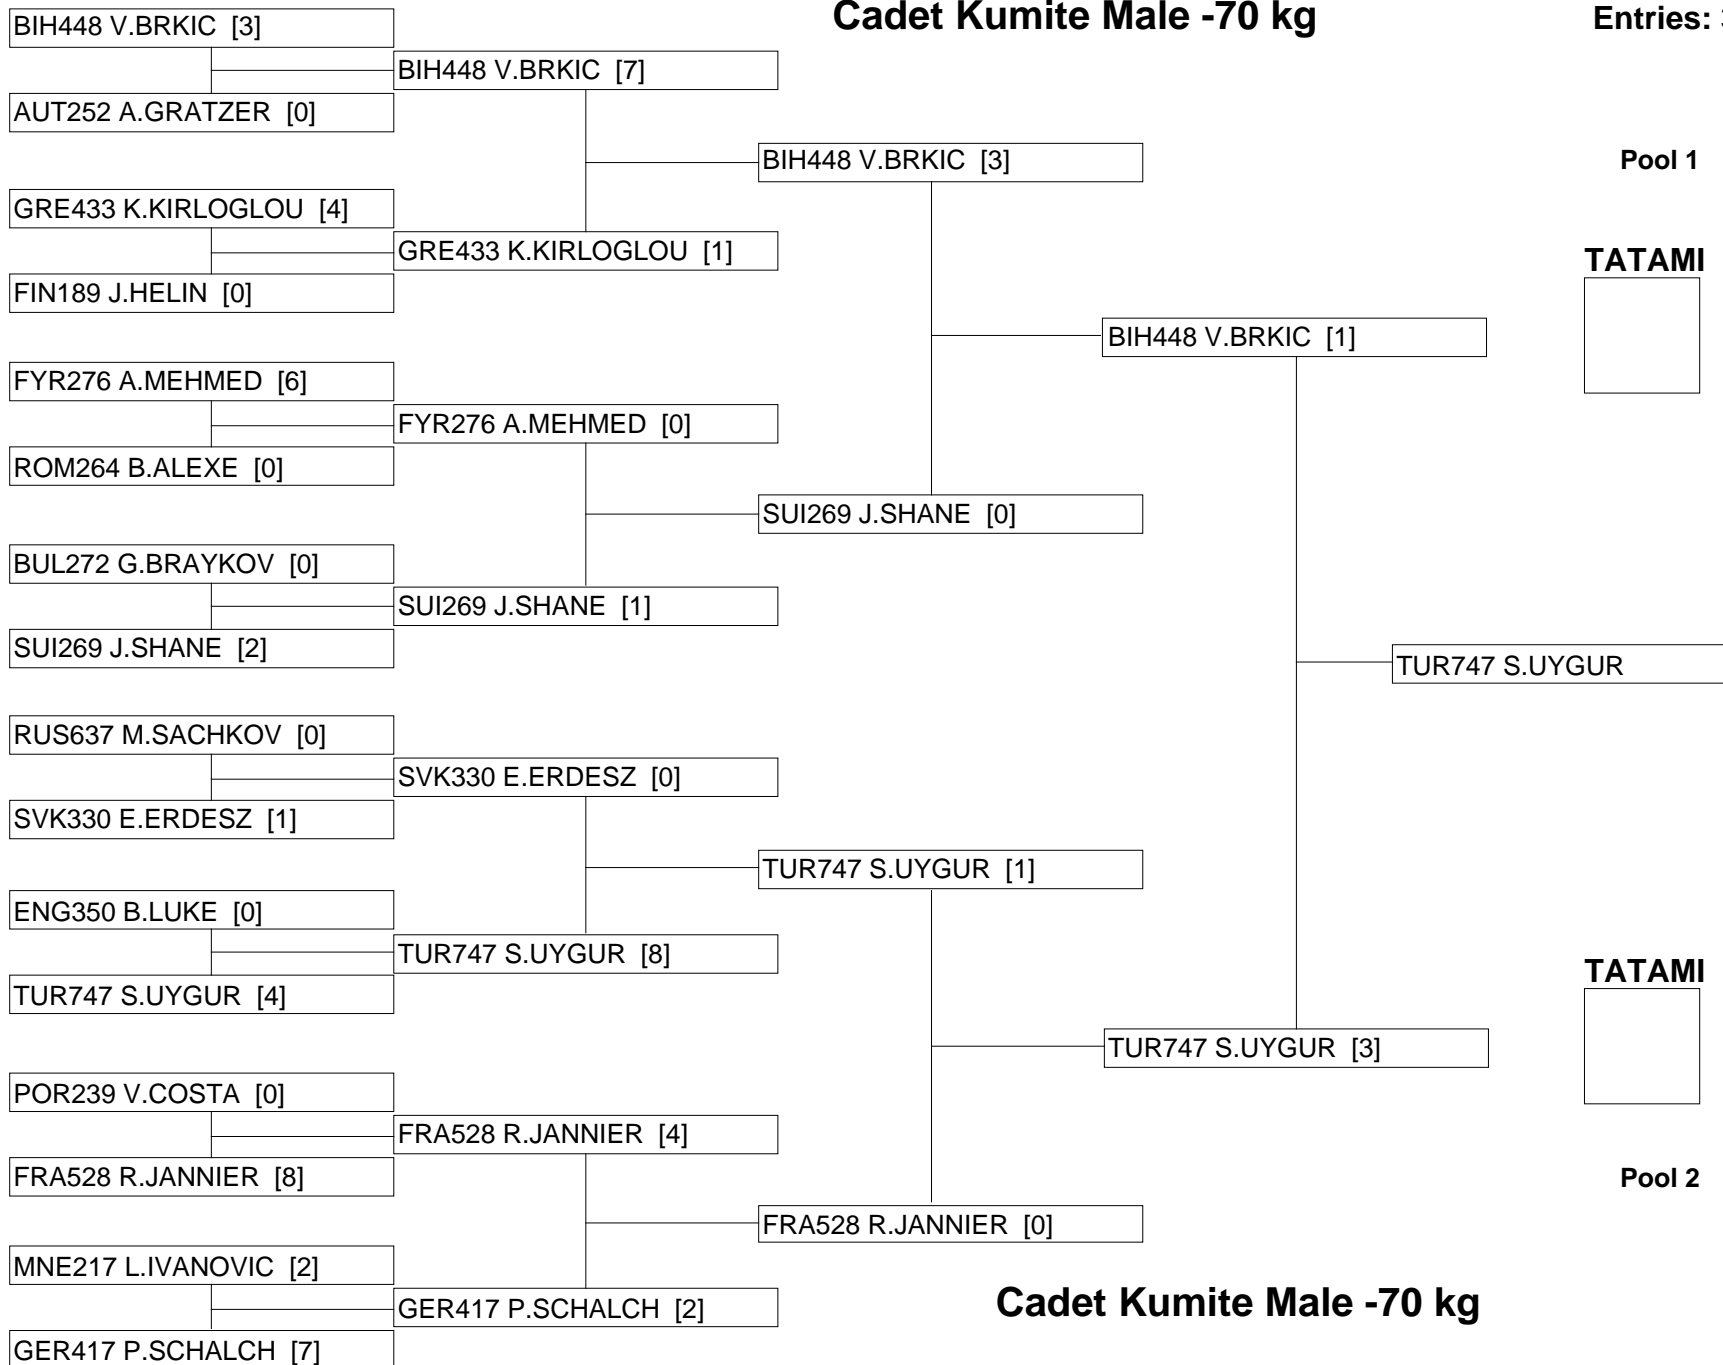 Cadet Kumite Male -70 kg
Entries:
BIH448 V.BRKIC [3]
BIH448 V.BRKIC [7]
AUT252 A.GRATZER [0]
BIH448 V.BRKIC [3]
Pool 1
GRE433 K.KIRLOGLOU [4]
GRE433 K.KIRLOGLOU [1]
TATAMI
FIN189 J.HELIN [0]
BIH448 V.BRKIC [1]
FYR276 A.MEHMED [6]
FYR276 A.MEHMED [0]
ROM264 B.ALEXE [0]
SUI269 J.SHANE [0]
BUL272 G.BRAYKOV [0]
SUI269 J.SHANE [1]
SUI269 J.SHANE [2]
TUR747 S.UYGUR
RUS637 M.SACHKOV [0]
SVK330 E.ERDESZ [0]
SVK330 E.ERDESZ [1]
TUR747 S.UYGUR [1]
ENG350 B.LUKE [0]
TUR747 S.UYGUR [8]
TATAMI
TUR747 S.UYGUR [4]
TUR747 S.UYGUR [3]
POR239 V.COSTA [0]
FRA528 R.JANNIER [4]
FRA528 R.JANNIER [8]
Pool 2
FRA528 R.JANNIER [0]
MNE217 L.IVANOVIC [2]
GER417 P.SCHALCH [2]
Cadet Kumite Male -70 kg
GER417 P.SCHALCH [7]